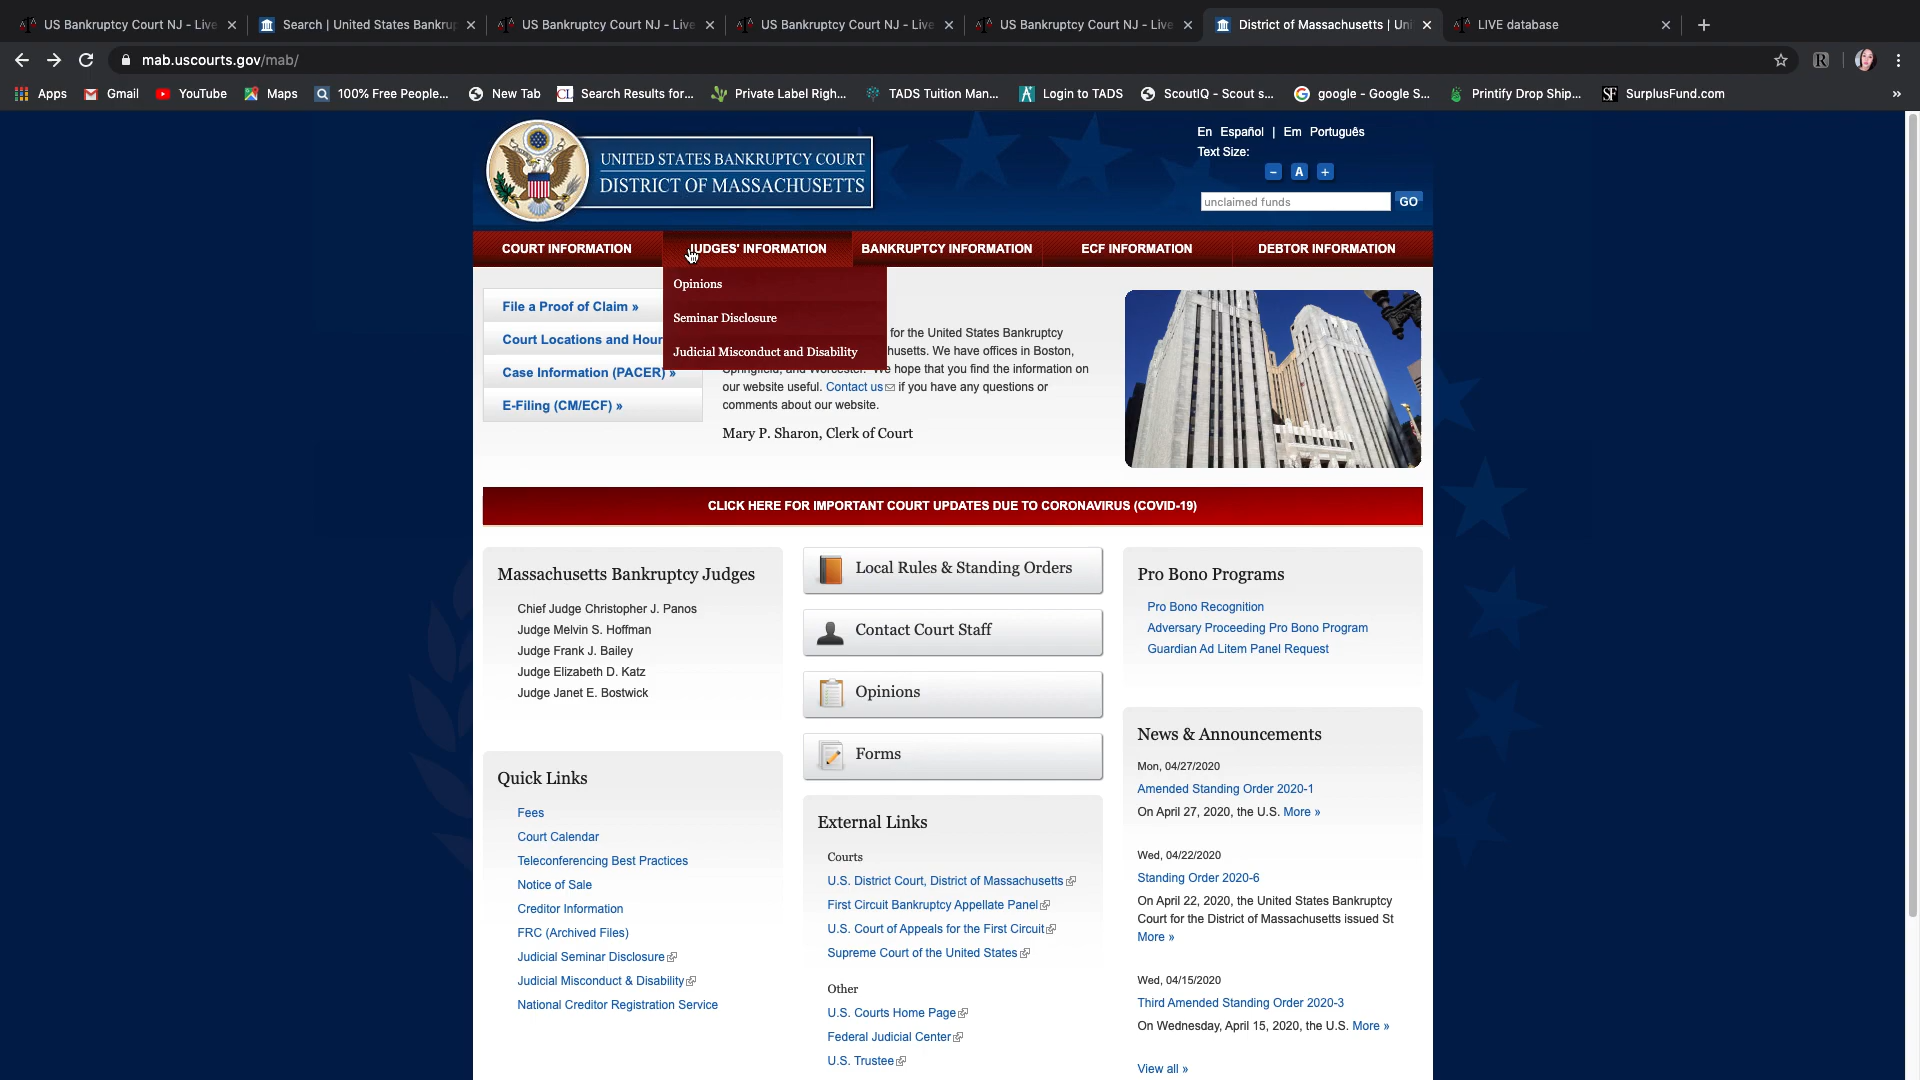 US Bankruptcy Court NJ - Live
Search | United States Bankrup
US Bankruptcy Court NJ - Live
US Bankruptcy Court NJ - Live
US Bankruptcy Court NJ - Live
District of Massachusetts | Uni
LIVE database
mab.uscourts.gov/mab/
Apps
Gmail
YouTube
Maps
100% Free People...
New Tab
CL Search Results for...
Private Label Righ...
TADS Tuition Man...
Login to TADS
ScoutIQ - Scout s...
google - Google S...
Printify Drop Ship...
SF SurplusFund.com
»
UNITED STATES BANKRUPTCY COURT
DISTRICT OF MASSACHUSETTS
En Español | Em Português
Text Size:
- A +
unclaimed funds GO
COURT INFORMATION
JUDGES' INFORMATION
BANKRUPTCY INFORMATION
ECF INFORMATION
DEBTOR INFORMATION
Opinions
Seminar Disclosure
Judicial Misconduct and Disability
File a Proof of Claim »
Court Locations and Hour
Case Information (PACER) »
E-Filing (CM/ECF) »
for the United States Bankruptcy
husetts. We have offices in Boston,
Springfield, and Worcester. We hope that you find the information on
our website useful. Contact us if you have any questions or
comments about our website.
Mary P. Sharon, Clerk of Court
CLICK HERE FOR IMPORTANT COURT UPDATES DUE TO CORONAVIRUS (COVID-19)
Massachusetts Bankruptcy Judges
Chief Judge Christopher J. Panos
Judge Melvin S. Hoffman
Judge Frank J. Bailey
Judge Elizabeth D. Katz
Judge Janet E. Bostwick
Quick Links
Fees
Court Calendar
Teleconferencing Best Practices
Notice of Sale
Creditor Information
FRC (Archived Files)
Judicial Seminar Disclosure
Judicial Misconduct & Disability
National Creditor Registration Service
Local Rules & Standing Orders
Contact Court Staff
Opinions
Forms
External Links
Courts
U.S. District Court, District of Massachusetts
First Circuit Bankruptcy Appellate Panel
U.S. Court of Appeals for the First Circuit
Supreme Court of the United States
Other
U.S. Courts Home Page
Federal Judicial Center
U.S. Trustee
Pro Bono Programs
Pro Bono Recognition
Adversary Proceeding Pro Bono Program
Guardian Ad Litem Panel Request
News & Announcements
Mon, 04/27/2020
Amended Standing Order 2020-1
On April 27, 2020, the U.S. More »
Wed, 04/22/2020
Standing Order 2020-6
On April 22, 2020, the United States Bankruptcy
Court for the District of Massachusetts issued St
More »
Wed, 04/15/2020
Third Amended Standing Order 2020-3
On Wednesday, April 15, 2020, the U.S. More »
View all »